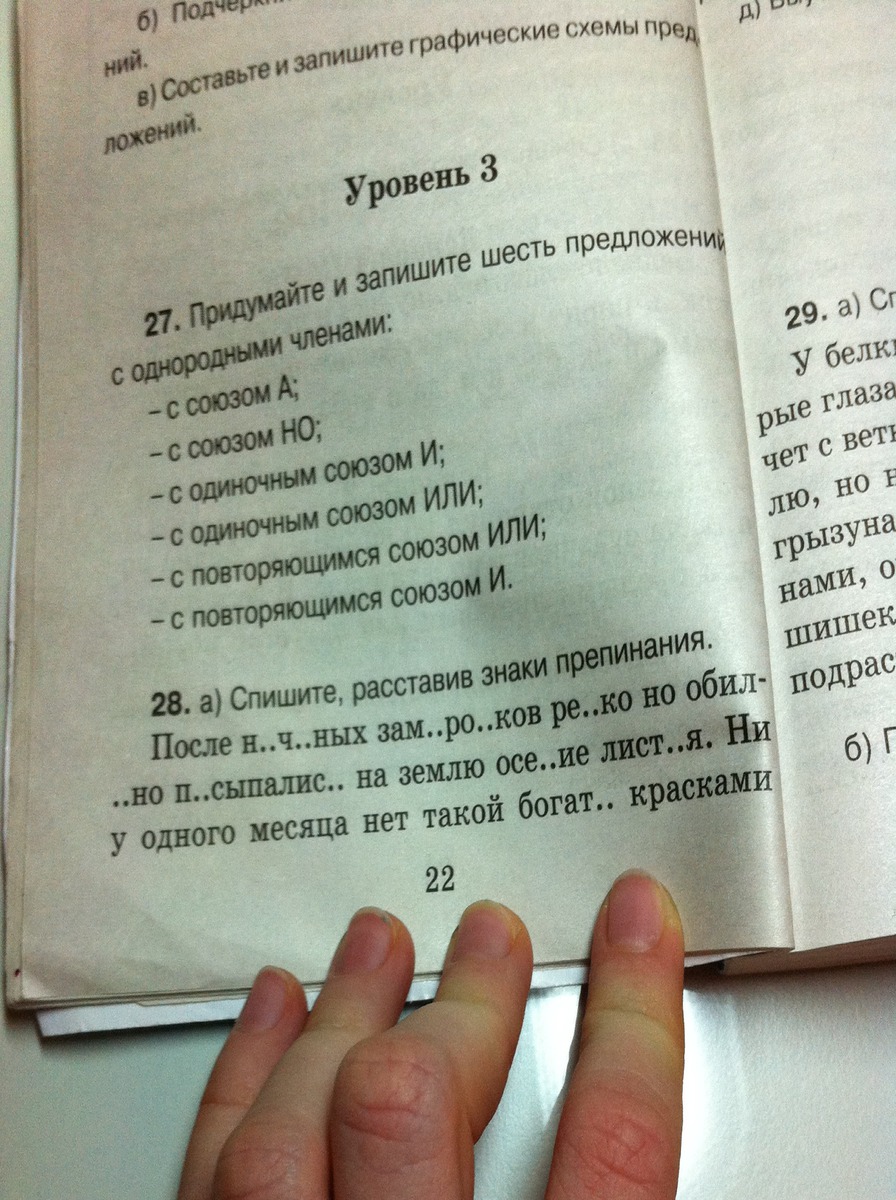 б)
ний.
в) Составьте и запишите графические схемы пред
ложений.
Уровень 3
27. Придумайте и запишите шесть предложений
с однородными членами:
– с союзом А;
– с союзом НО;
– с одиночным союзом И;
– с одиночным союзом ИЛИ;
– с повторяющимся союзом ИЛИ;
– с повторяющимся союзом И.
28. а) Спишите, расставив знаки препинания.
После н..ч..ных зам..ро..ков ре..ко но обил-
..но п..сыпалис.. на землю осе..ие лист..я. Ни
у одного месяца нет такой богат.. красками
22
д)
29. а) Сп
У белк
рые глаза
чет с вет
лю, но н
грызуна
нами, о
шишек
подрас
б) П